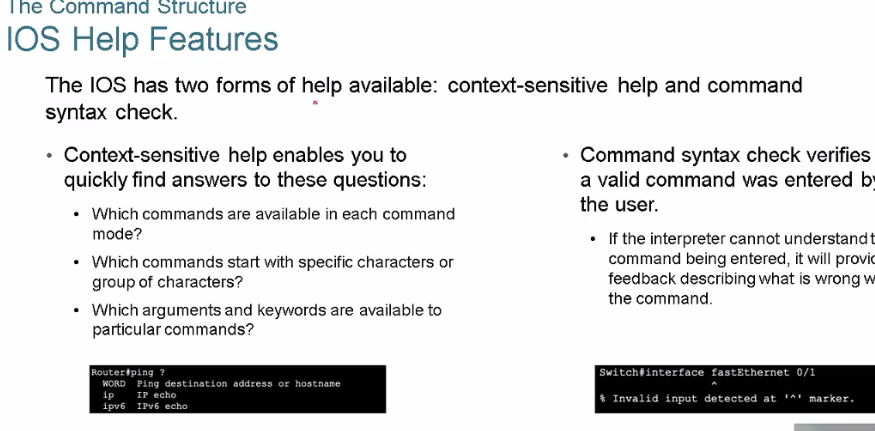 The Command Structure
IOS Help Features
The IOS has two forms of help available: context-sensitive help and command
syntax check.
• Context-sensitive help enables you to
quickly find answers to these questions:
• Which commands are available in each command
mode?
• Which commands start with specific characters or
group of characters?
• Which arguments and keywords are available to
particular commands?
Router#ping ?
WORD Ping destination address or hostname
ip IP echo
ipv6 IPv6 echo
• Command syntax check verifies
a valid command was entered by
the user.
• If the interpreter cannot understand
command being entered, it will
feedback describing what is wrong
the command.
Switch#interface fastEthernet 0/1
^
% Invalid input detected at '^' marker.